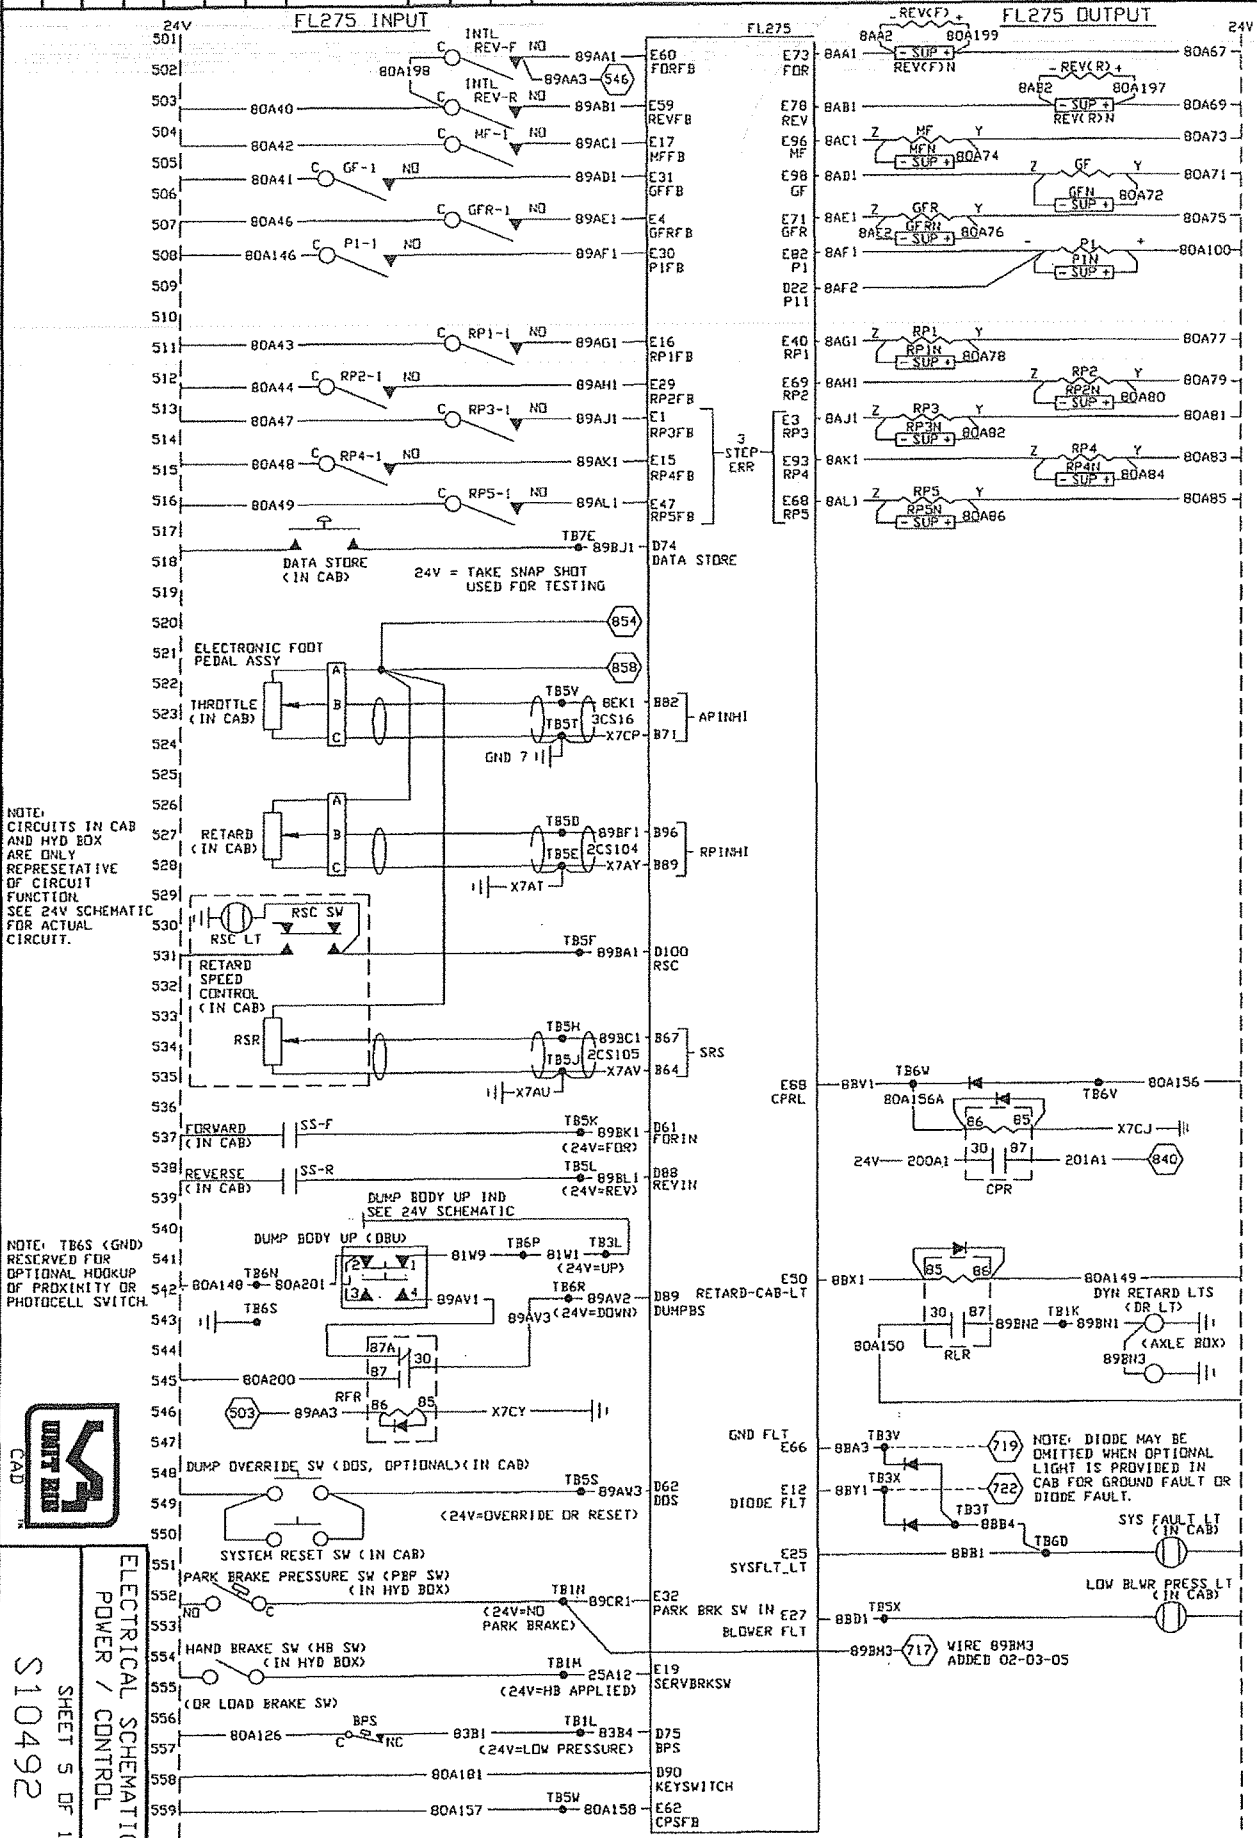 FL275 INPUT
FL275 OUTPUT
24V
FL275
24V
501
502
503
504
505
506
507
508
509
510
511
512
513
514
515
516
517
518
519
520
521
522
523
524
525
526
527
528
529
530
531
532
533
534
535
536
537
538
539
540
541
542
543
544
545
546
547
548
549
550
551
552
553
554
555
556
557
558
559
80A198
C INTL REV-F NO 89AA1 E60 FORFB
89AA3 546
80A40 C INTL REV-R NO 89AB1 E59 REVFB
80A42 C MF-1 NO 89AC1 E17 MFFB
80A41 C GF-1 NO 89AD1 E31 GFFB
80A46 C GFR-1 NO 89AE1 E4 GFRFB
80A146 C P1-1 NO 89AF1 E30 P1FB
80A43 C RP1-1 NO 89AG1 E16 RP1FB
80A44 C RP2-1 NO 89AH1 E29 RP2FB
80A47 C RP3-1 NO 89AJ1 E1 RP3FB
80A48 C RP4-1 NO 89AK1 E15 RP4FB
80A49 C RP5-1 NO 89AL1 E47 RP5FB
3 STEP ERR
DATA STORE
(IN CAB)
TB7E 89BJ1 D74 DATA STORE
24V = TAKE SNAP SHOT
USED FOR TESTING
854
858
ELECTRONIC FOOT
PEDAL ASSY
THROTTLE
(IN CAB)
A
B
C
TB5V 8EK1 B82
TB5T 3CS16 X7CP B71
APINHI
GND 7
RETARD
(IN CAB)
A
B
C
TB5D 89BF1 B96
TB5E 2CS104 X7AY B89
RPINHI
X7AT
NOTE:
CIRCUITS IN CAB
AND HYD BOX
ARE ONLY
REPRESETATIVE
OF CIRCUIT
FUNCTION.
SEE 24V SCHEMATIC
FOR ACTUAL
CIRCUIT.
RSC LT
RSC SW
TB5F 89BA1 D100 RSC
RETARD
SPEED
CONTROL
(IN CAB)
RSR
TB5H 89BC1 B67
TB5J 2CS105 X7AV B64
SRS
X7AU
FORWARD
(IN CAB)
SS-F
TB5K 89BK1 D61 FORIN
(24V=FOR)
REVERSE
(IN CAB)
SS-R
TB5L 89BL1 D88 REVIN
(24V=REV)
DUMP BODY UP IND
SEE 24V SCHEMATIC
DUMP BODY UP (DBU)
2 1
3 4
81W9 TB6P 81W1 TB3L
(24V=UP)
NOTE: TB6S (GND)
RESERVED FOR
OPTIONAL HOOKUP
OF PROXIMITY OR
PHOTOCELL SWITCH.
80A148 TB6N 80A201
TB6S
89AV1
TB6R 89AV2 D89 DUMPBS
89AV3 (24V=DOWN)
87A
30
87
80A200
503 89AA3 RFR 86 85 X7CY
DUMP OVERRIDE SW (DOS, OPTIONAL) (IN CAB)
TB5S 89AW3 D62 DOS
(24V=OVERRIDE OR RESET)
SYSTEM RESET SW (IN CAB)
PARK BRAKE PRESSURE SW (PBP SW)
(IN HYD BOX)
NO C
TB1N 89CR1 E32 PARK BRK SW IN
(24V=NO
PARK BRAKE)
89BM3 717 WIRE 89BM3
ADDED 02-03-05
HAND BRAKE SW (HB SW)
(IN HYD BOX)
TB1M 25A12 E19 SERVBRKSW
(24V=HB APPLIED)
(OR LOAD BRAKE SW)
80A126 C BPS NC 83B1 TB1L 83B4 D75 BPS
(24V=LOW PRESSURE)
80A181 D90 KEYSWITCH
80A157 TB5W 80A158 E62 CPSFB
E73 FOR 8AA1
8AA2 - REV(F) + 80A199
- SUP +
REV(F)N
80A67
E78 REV 8AB1
8AB2 - REV(R) + 80A197
- SUP +
REV(R)N
80A69
E96 MF 8AC1 Z MF Y 80A73
MFN
- SUP + 80A74
E98 GF 8AD1 Z GF Y 80A71
GFN
- SUP + 80A72
E71 GFR 8AE1 Z GFR Y 80A75
8AE2 GFRN
- SUP + 80A76
E82 P1 8AF1 - P1 + 80A100
P1N
- SUP +
D22 P11 8AF2
E40 RP1 8AG1 Z RP1 Y 80A77
RP1N 80A78
- SUP +
E69 RP2 8AH1 Z RP2 Y 80A79
RP2N 80A80
- SUP +
E3 RP3 8AJ1 Z RP3 Y 80A81
RP3N 80A82
- SUP +
E93 RP4 8AK1 Z RP4 Y 80A83
RP4N 80A84
- SUP +
E68 RP5 8AL1 Z RP5 Y 80A85
RP5N 80A86
- SUP +
E88 CPRL 8BV1 TB6W TB6V 80A156
80A156A
86 85 X7CJ
24V 200A1 30 87 201A1 840
CPR
E50 RETARD-CAB-LT 8BX1 85 86 80A149
DYN RETARD LTS
(DR LT)
30 87 89BN2 TB1K 89BN1
RLR
80A150
(AXLE BOX)
89BN3
GND FLT E66 8BA3 TB3V 719
E12 DIODE FLT 8BY1 TB3X 722
NOTE: DIODE MAY BE
OMITTED WHEN OPTIONAL
LIGHT IS PROVIDED IN
CAB FOR GROUND FAULT OR
DIODE FAULT.
TB3T 8BB4
E25 SYSFLT_LT 8BB1 TB6D
SYS FAULT LT
(IN CAB)
E27 BLOWER FLT 8BD1 TB5X
LOW BLWR PRESS LT
(IN CAB)
UNIT RIG
CAD
ELECTRICAL SCHEMATIC
POWER / CONTROL
SHEET 5 OF 1
S10492